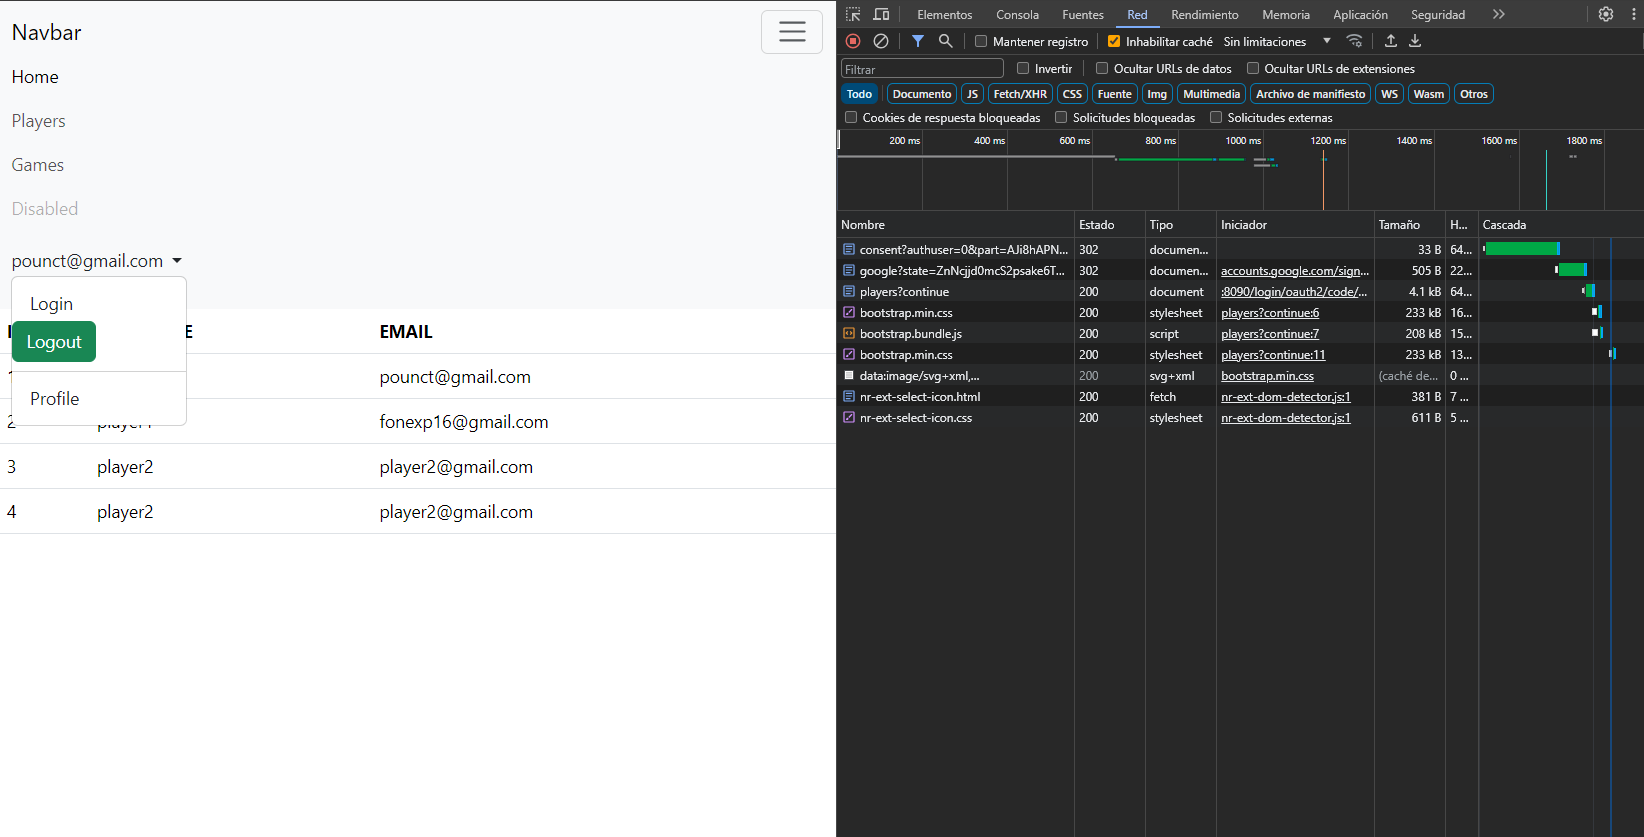 Navbar
Home
Players
Games
Disabled
pounct@gmail.com
Login
Logout
Profile
E EMAIL
pounct@gmail.com
2 fonexp16@gmail.com
3 player2 player2@gmail.com
4 player2 player2@gmail.com
Elementos Consola Fuentes Red Rendimiento Memoria Aplicación Seguridad
Mantener registro Inhabilitar caché Sin limitaciones
Filtrar Invertir Ocultar URLs de datos Ocultar URLs de extensiones
Todo Documento JS Fetch/XHR CSS Fuente Img Multimedia Archivo de manifiesto WS Wasm Otros
Cookies de respuesta bloqueadas Solicitudes bloqueadas Solicitudes externas
200 ms 400 ms 600 ms 800 ms 1000 ms 1200 ms 1400 ms 1600 ms 1800 ms
Nombre Estado Tipo Iniciador Tamaño H... Cascada
consent?authuser=0&part=AJi8hAPN... 302 documen... 33 B 64...
google?state=ZnNcjjd0mcS2psake6T... 302 documen... accounts.google.com/sign... 505 B 22...
players?continue 200 document :8090/login/oauth2/code/... 4.1 kB 64...
bootstrap.min.css 200 stylesheet players?continue:6 233 kB 16...
bootstrap.bundle.js 200 script players?continue:7 208 kB 15...
bootstrap.min.css 200 stylesheet players?continue:11 233 kB 13...
data:image/svg+xml,... 200 svg+xml bootstrap.min.css (caché de... 0 ...
nr-ext-select-icon.html 200 fetch nr-ext-dom-detector.js:1 381 B 7 ...
nr-ext-select-icon.css 200 stylesheet nr-ext-dom-detector.js:1 611 B 5 ...